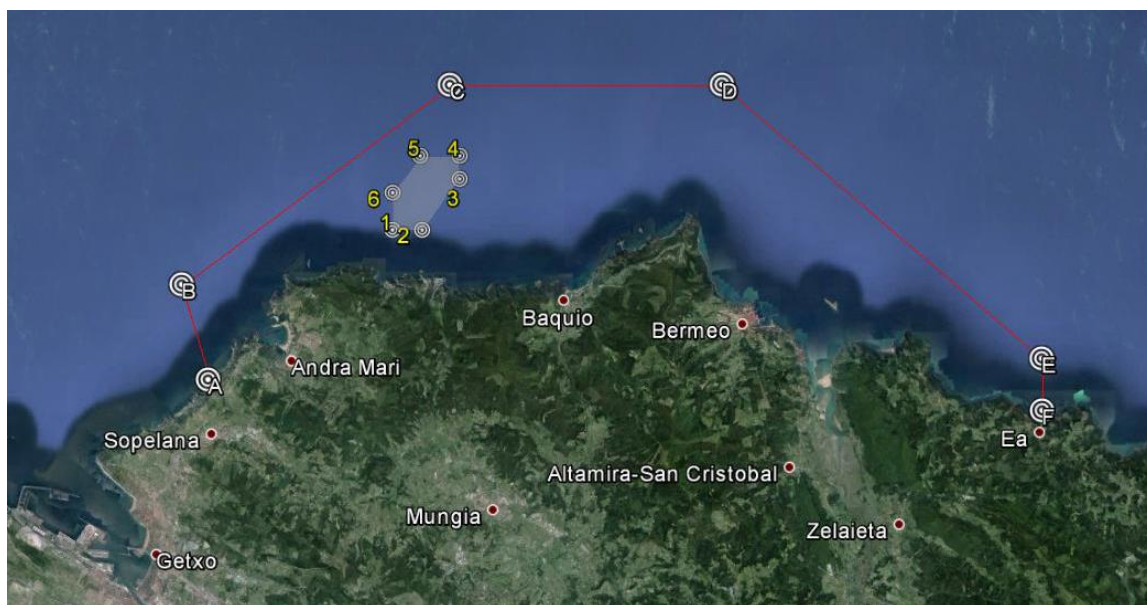 C
D
5
4
6
3
1
2
B
Baquio
Bermeo
Andra Mari
E
A
F
Sopelana
Ea
Altamira-San Cristobal
Mungia
Zelaieta
Getxo